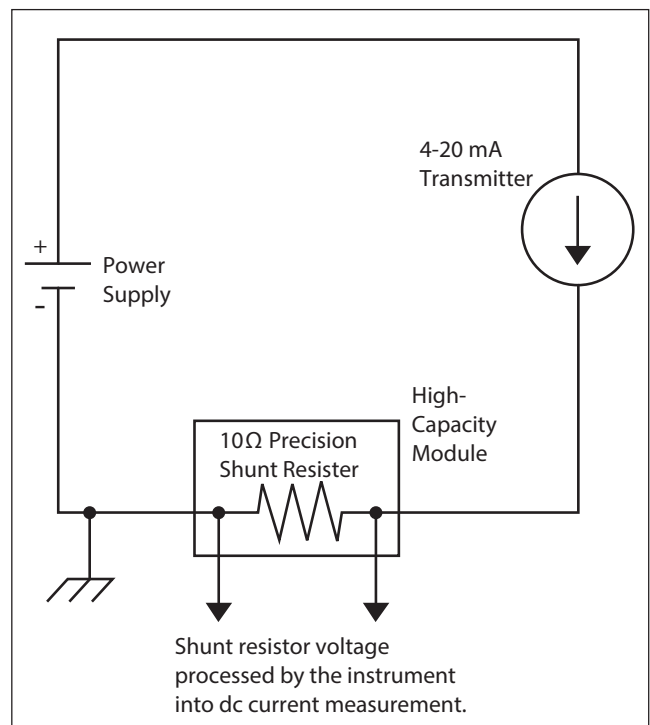 4-20 mA
Transmitter
+
Power
Supply
-
High-
Capacity
Module
10Ω Precision
Shunt Resister
Shunt resistor voltage
processed by the instrument
into dc current measurement.